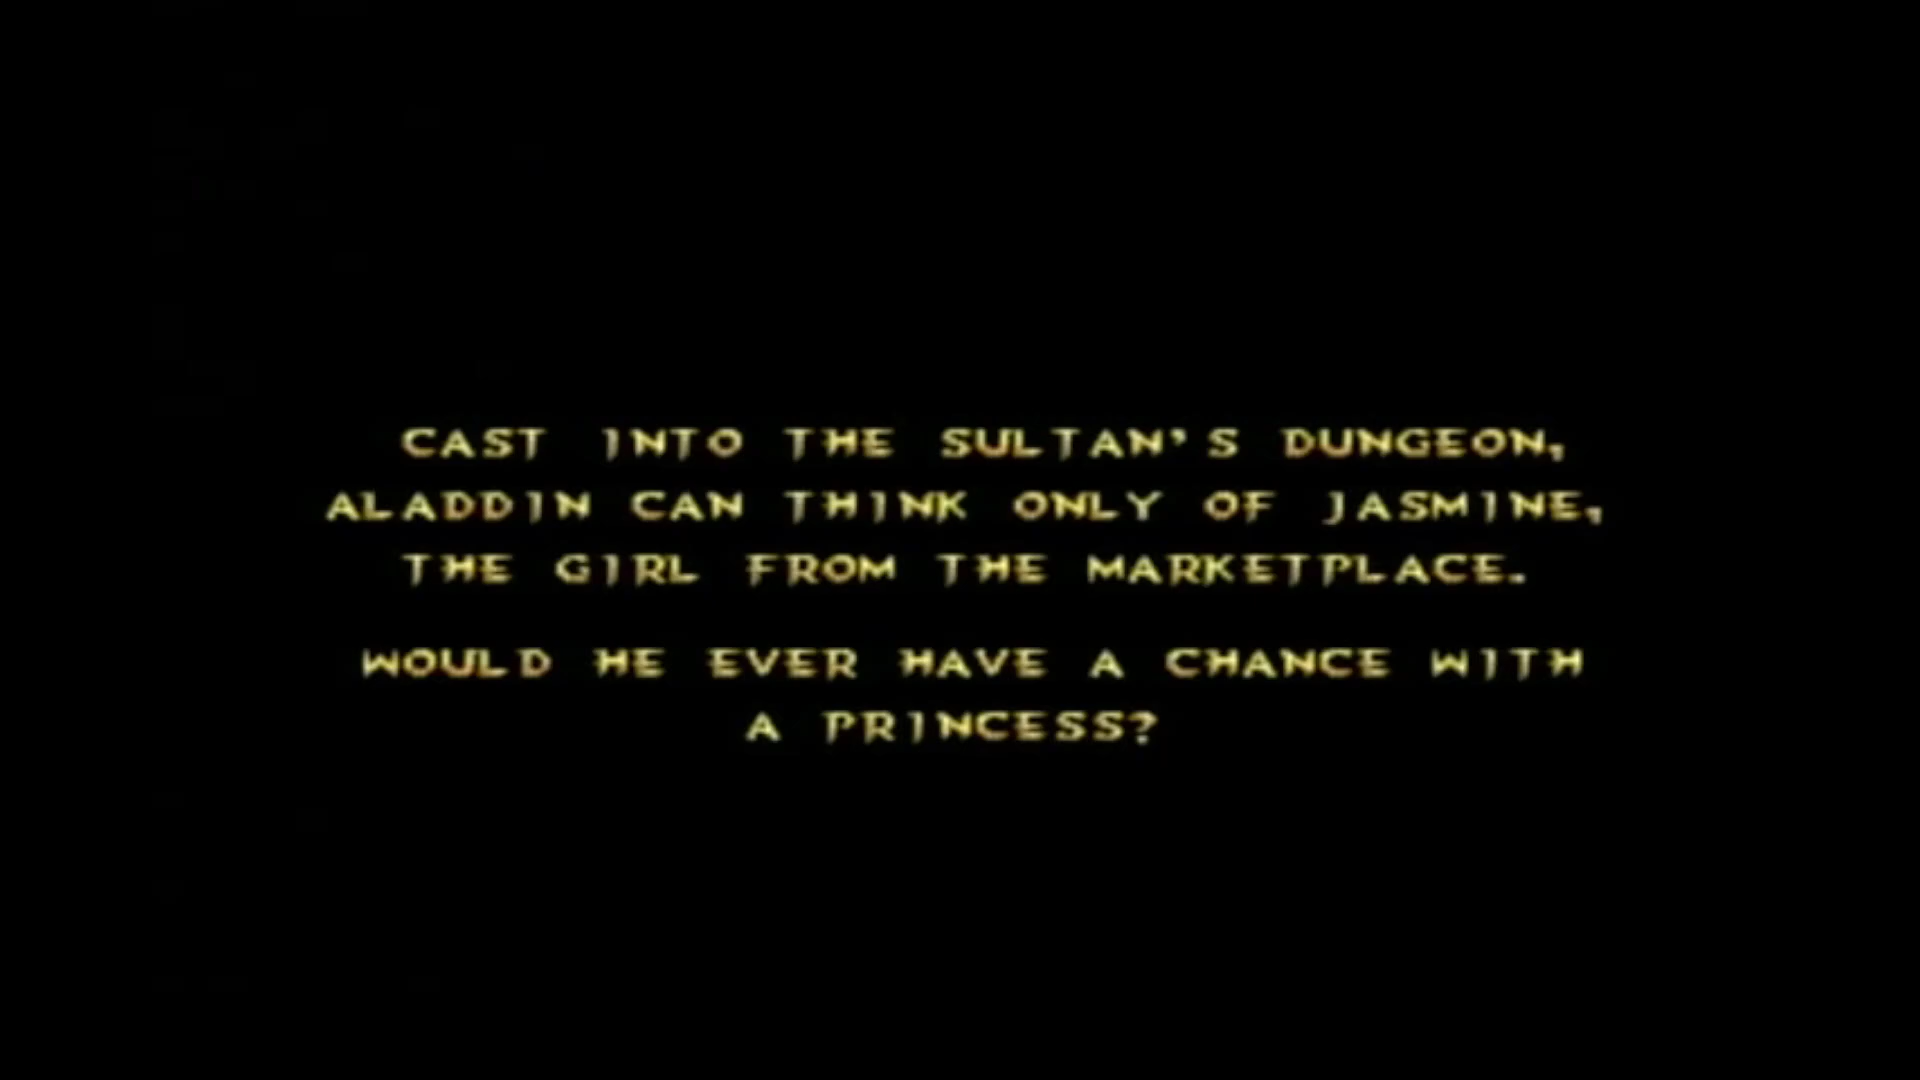 CAST INTO THE SULTAN'S DUNGEON,
ALADDIN CAN THINK ONLY OF JASMINE,
THE GIRL FROM THE MARKETPLACE.
WOULD HE EVER HAVE A CHANCE WITH
A PRINCESS?